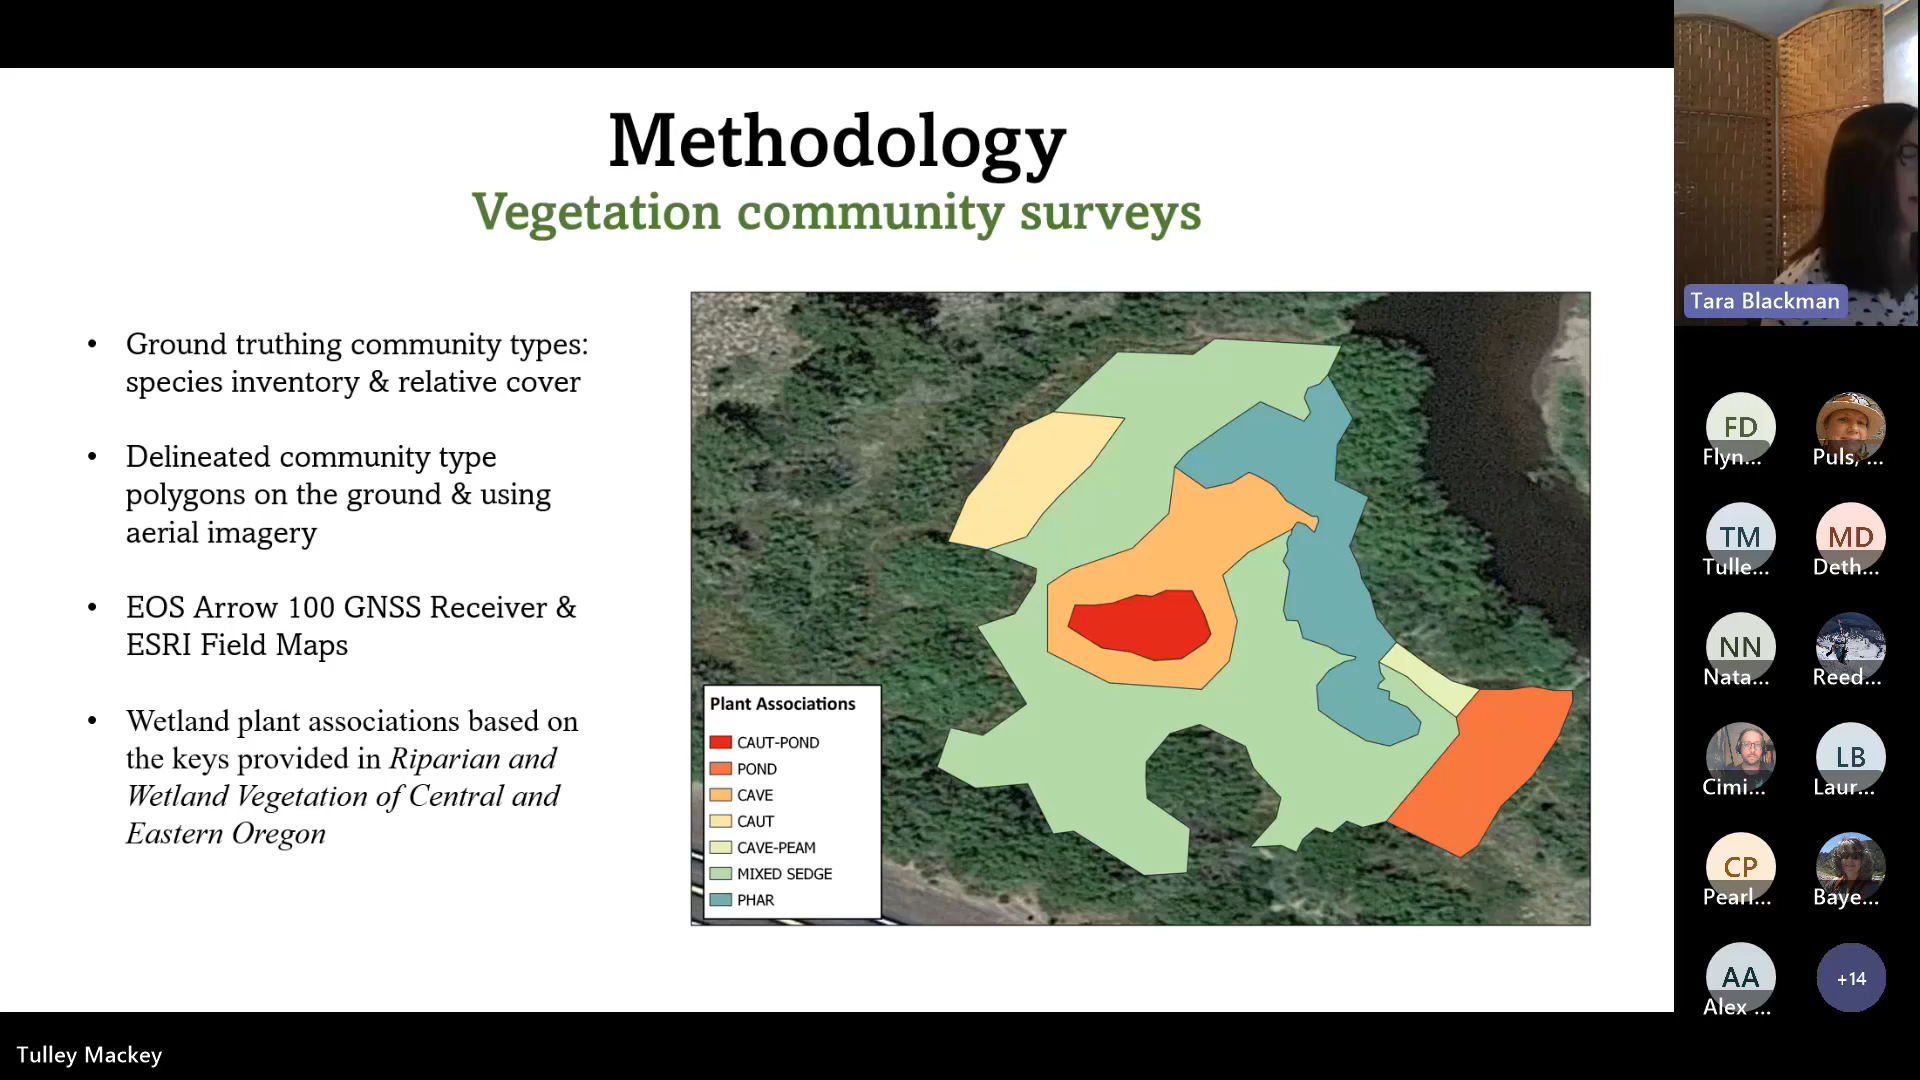 Methodology
Vegetation community surveys
• Ground truthing community types:
species inventory & relative cover
• Delineated community type
polygons on the ground & using
aerial imagery
• EOS Arrow 100 GNSS Receiver &
ESRI Field Maps
• Wetland plant associations based on
the keys provided in Riparian and
Wetland Vegetation of Central and
Eastern Oregon
Plant Associations
CAUT-POND
POND
CAVE
CAUT
CAVE-PEAM
MIXED SEDGE
PHAR
Tara Blackman
FD
Flyn...
Puls, ...
TM
Tulle...
MD
Deth...
NN
Nata...
Reed...
Cimi...
LB
Laur...
CP
Pearl...
Baye...
AA
Alex ...
+14
Tulley Mackey